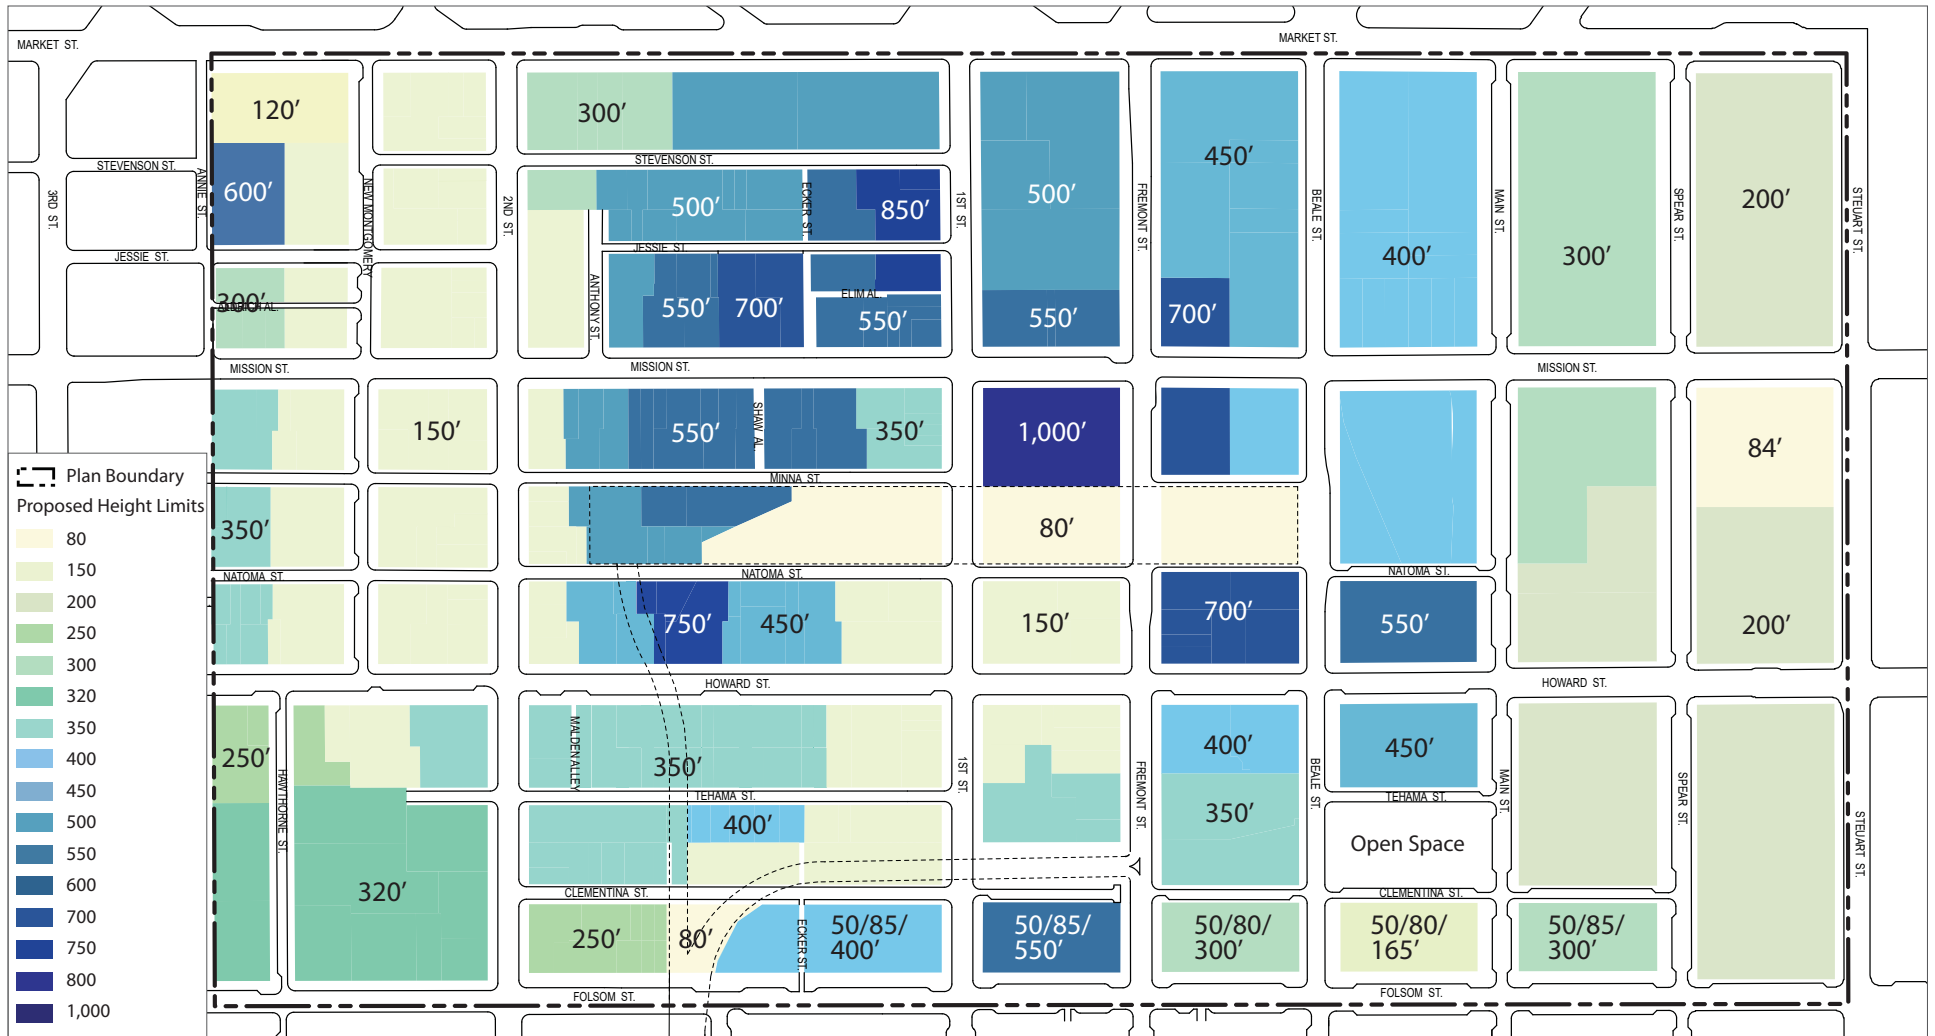 MARKET ST.
MARKET ST.
120′
300′
450′
STEVENSON ST.
STEVENSON ST.
600′
500′
850′
500′
200′
3RD ST.
ANNIE ST.
NEW MONTGOMERY
2ND ST.
ECKER ST.
1ST ST.
FREMONT ST.
BEALE ST.
MAIN ST.
SPEAR ST.
STEUART ST.
JESSIE ST.
JESSIE ST.
400′
300′
300′
ALDRICH AL.
ANTHONY ST.
550′
700′
ELIM AL.
550′
550′
700′
MISSION ST.
MISSION ST.
MISSION ST.
150′
550′
SHAW AL.
350′
1,000′
84′
Plan Boundary
Proposed Height Limits
80
150
200
250
300
320
350
400
450
500
550
600
700
750
800
1,000
MINNA ST.
350′
80′
NATOMA ST.
NATOMA ST.
NATOMA ST.
750′
450′
150′
700′
550′
200′
HOWARD ST.
HOWARD ST.
250′
HAWTHORNE ST.
MALDEN ALLEY
350′
1ST ST.
FREMONT ST.
400′
BEALE ST.
450′
MAIN ST.
SPEAR ST.
STEUART ST.
TEHAMA ST.
TEHAMA ST.
400′
350′
Open Space
320′
CLEMENTINA ST.
CLEMENTINA ST.
250′
80′
ECKER ST.
50/85/
400′
50/85/
550′
50/80/
300′
50/80/
165′
50/85/
300′
FOLSOM ST.
FOLSOM ST.